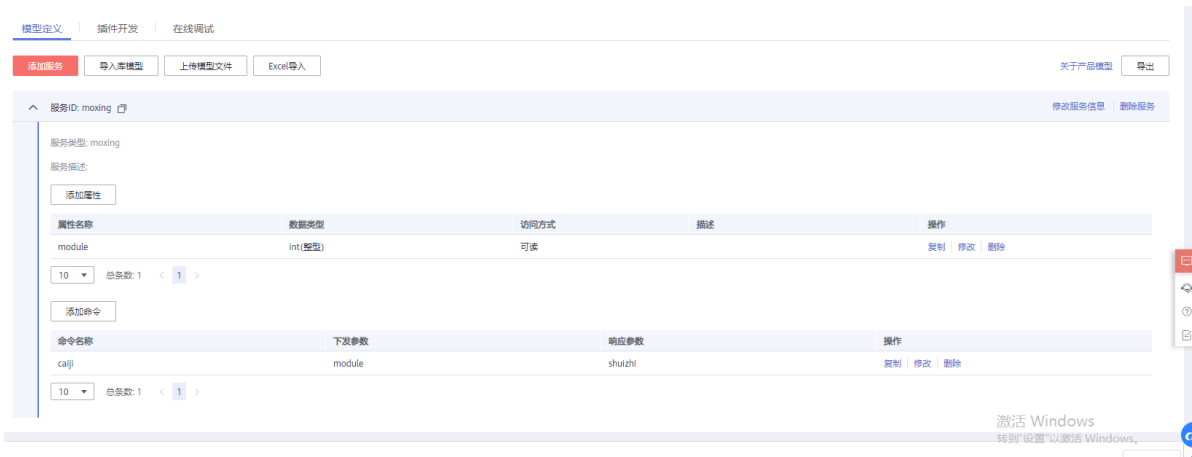 模型定义 插件开发 在线调试
添加服务 导入库模型 上传模型文件 Excel导入 关于产品模型 导出
服务ID: moxing 修改服务信息 删除服务
服务类型: moxing
服务描述:
添加属性
属性名称 数据类型 访问方式 描述 操作
module int(整型) 可读 复制 修改 删除
10 总条数: 1 < 1 >
添加命令
命令名称 下发参数 响应参数 操作
caiji module shuizhi 复制 修改 删除
10 总条数: 1 < 1 >
激活 Windows
转到"设置"以激活 Windows。